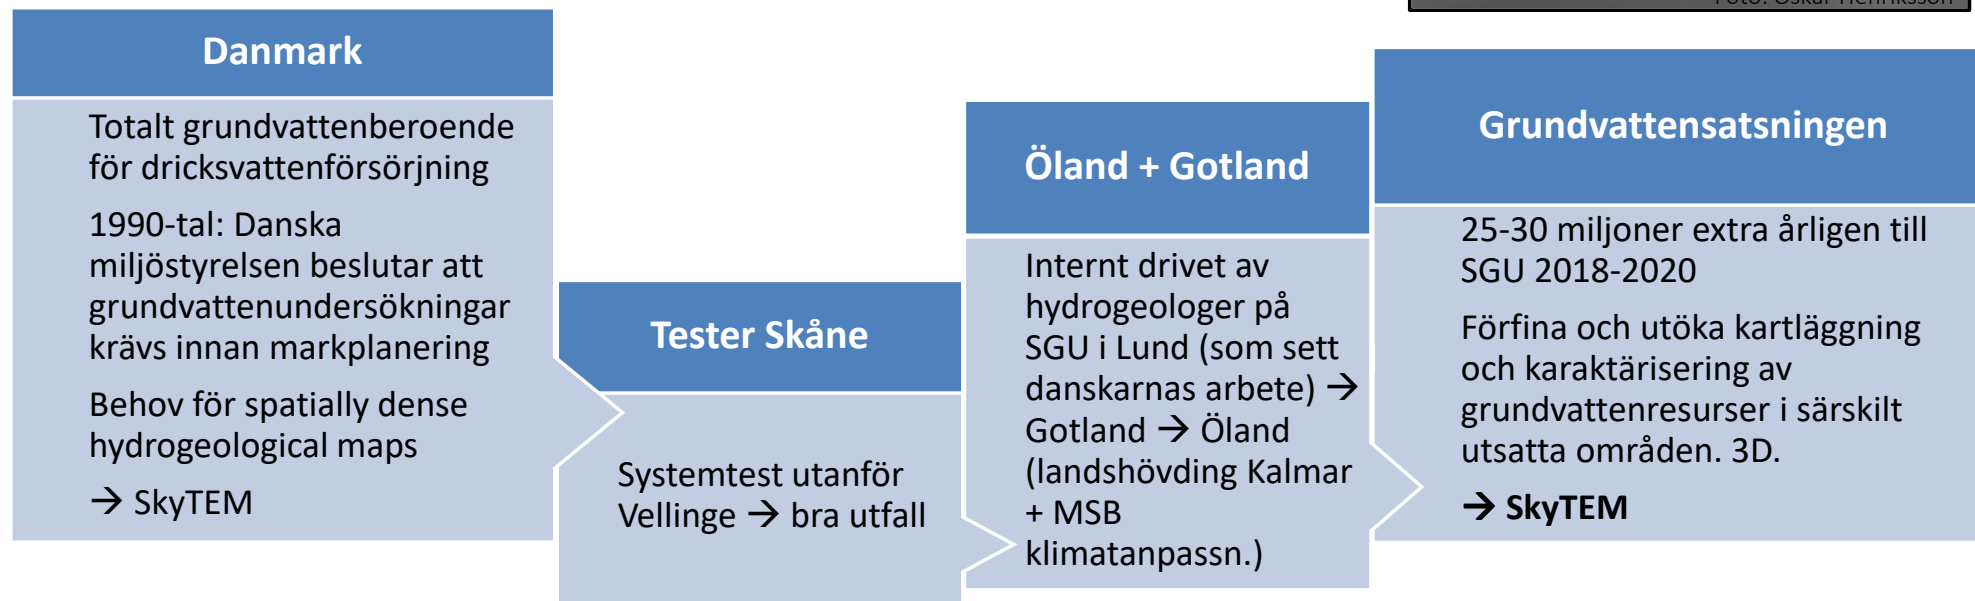 Foto: Oskar Henriksson
Danmark
Totalt grundvattenberoende
för dricksvattenförsörjning
1990-tal: Danska
miljöstyrelsen beslutar att
grundvattenundersökningar
krävs innan markplanering
Behov för spatially dense
hydrogeological maps
→ SkyTEM
Tester Skåne
Systemtest utanför
Vellinge → bra utfall
Öland + Gotland
Internt drivet av
hydrogeologer på
SGU i Lund (som sett
danskarnas arbete) →
Gotland → Öland
(landshövding Kalmar
+ MSB
klimatanpassn.)
Grundvattensatsningen
25-30 miljoner extra årligen till
SGU 2018-2020
Förfina och utöka kartläggning
och karaktärisering av
grundvattenresurser i särskilt
utsatta områden. 3D.
→ SkyTEM